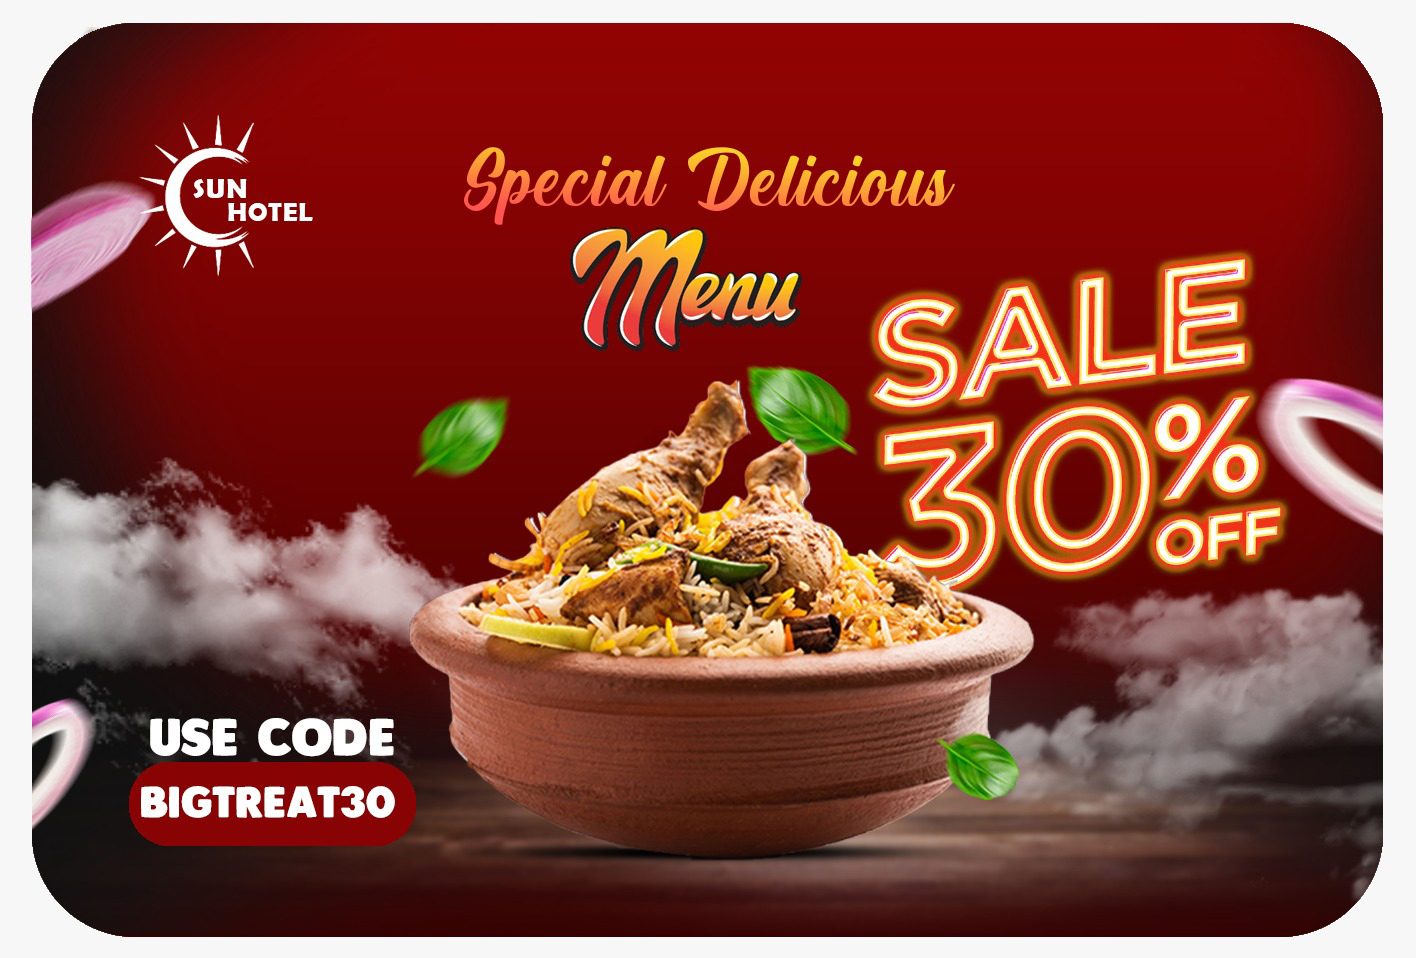 SUN
HOTEL
Special Delicious
Menu
SALE
30%
OFF
USE CODE
BIGTREAT30